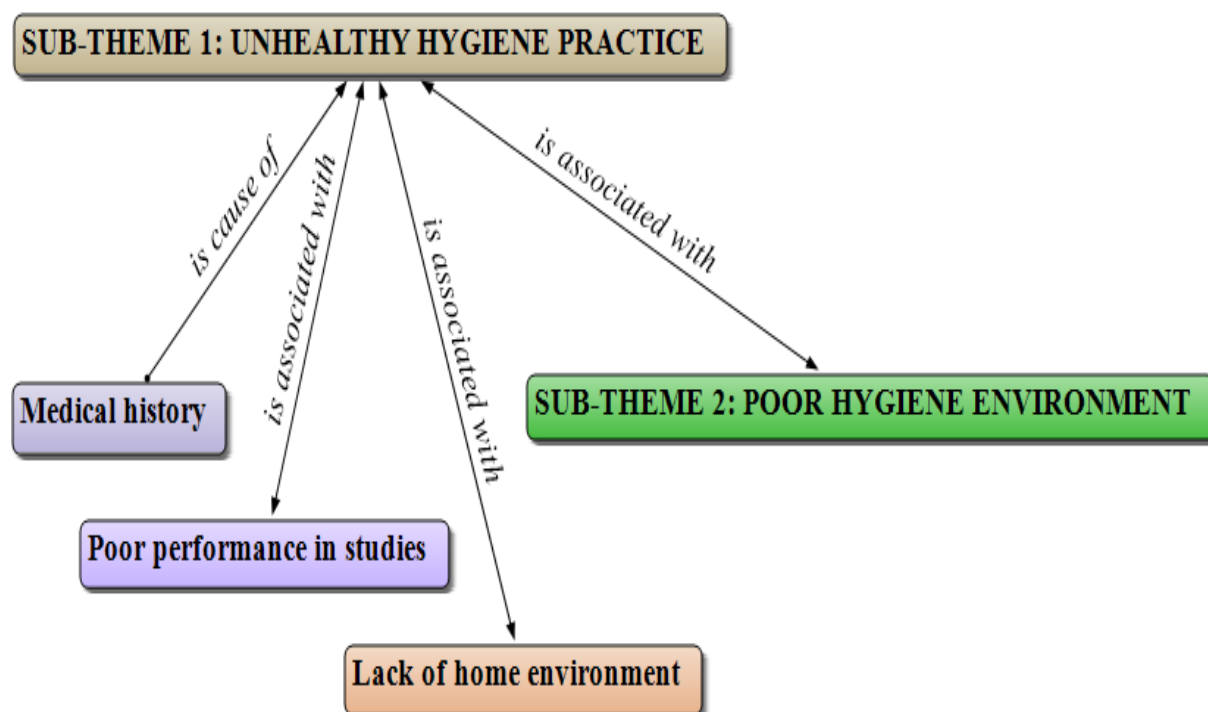 SUB-THEME 1: UNHEALTHY HYGIENE PRACTICE
is cause of
is associated with
is associated with
is associated with
Medical history
SUB-THEME 2: POOR HYGIENE ENVIRONMENT
Poor performance in studies
Lack of home environment